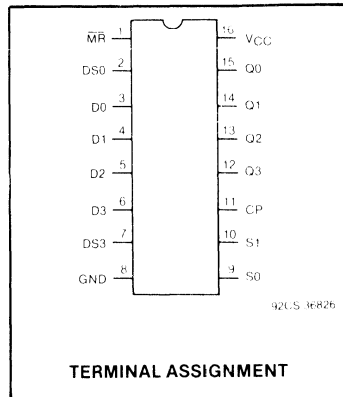 M̅R̅ 1 16 VCC
DS0 2 15 Q0
D0 3 14 Q1
D1 4 13 Q2
D2 5 12 Q3
D3 6 11 CP
DS3 7 10 S1
GND 8 9 S0
92CS-36826
TERMINAL ASSIGNMENT